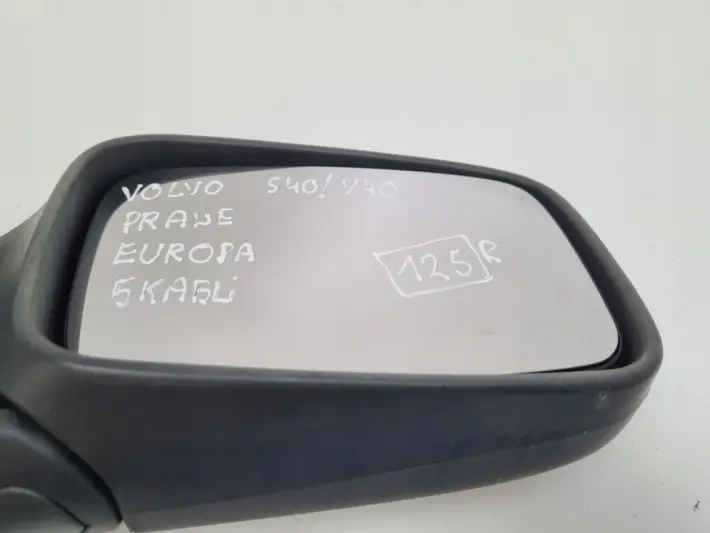 VOLVO S40/V40
PRAWE
EUROPA
5 KABLI
125 R